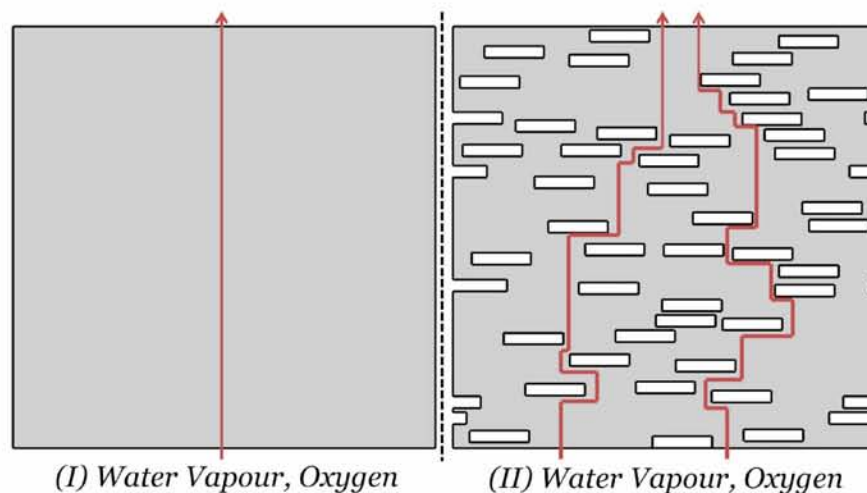 (I) Water Vapour, Oxygen
(II) Water Vapour, Oxygen